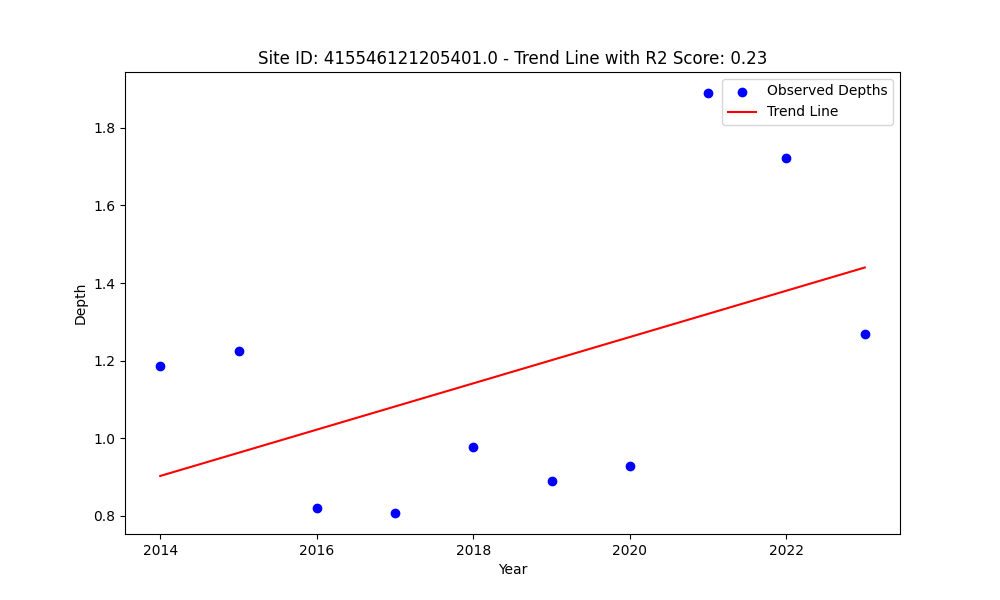 Site ID: 415546121205401.0 - Trend Line with R2 Score: 0.23
Observed Depths
Trend Line
1.8
1.6
1.4
1.2
1.0
0.8
Depth
2014 2016 2018 2020 2022
Year